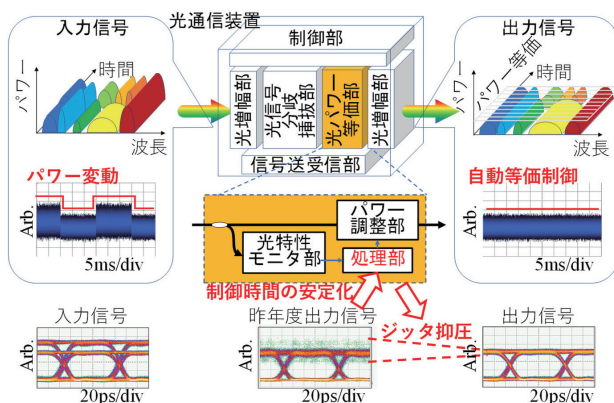 入力信号
パワー
時間
波長
パワー変動
Arb.
5ms/div
光通信装置
制御部
光増幅部
光信号
分岐
挿抜部
光パワー
等価部
光増幅部
信号送受信部
パワー
調整部
光特性
モニタ部
処理部
制御時間の安定化
ジッタ抑圧
出力信号
パワー
パワー等価
時間
波長
自動等価制御
Arb.
5ms/div
入力信号
Arb.
20ps/div
昨年度出力信号
Arb.
20ps/div
出力信号
Arb.
20ps/div